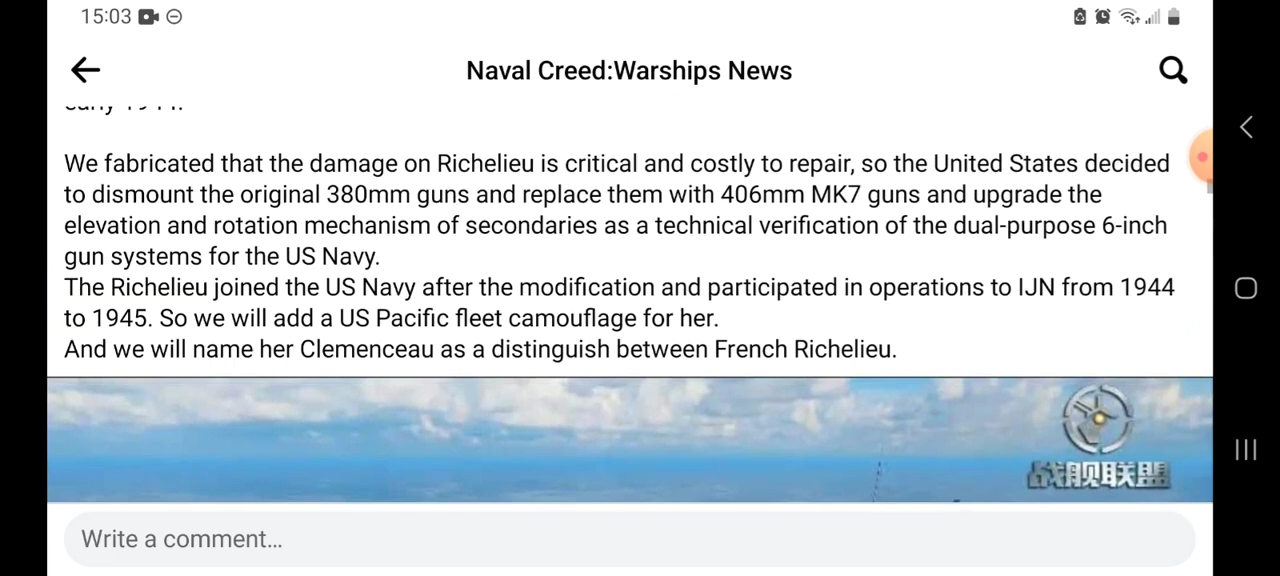 15:03
Naval Creed:Warships News
We fabricated that the damage on Richelieu is critical and costly to repair, so the United States decided
to dismount the original 380mm guns and replace them with 406mm MK7 guns and upgrade the
elevation and rotation mechanism of secondaries as a technical verification of the dual-purpose 6-inch
gun systems for the US Navy.
The Richelieu joined the US Navy after the modification and participated in operations to IJN from 1944
to 1945. So we will add a US Pacific fleet camouflage for her.
And we will name her Clemenceau as a distinguish between French Richelieu.
战舰联盟
Write a comment...